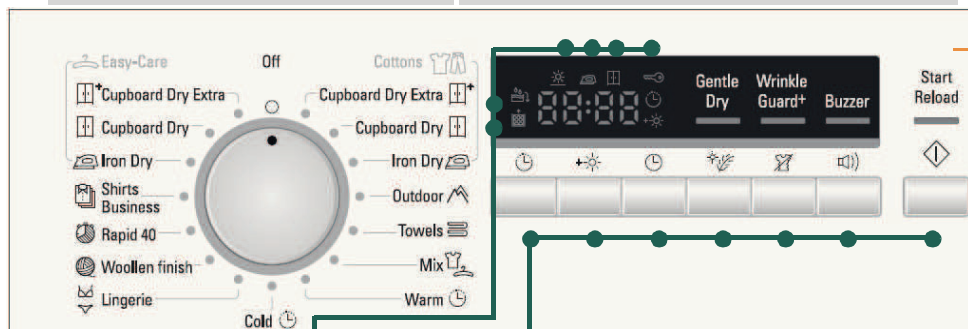 Off
Easy-Care
Cupboard Dry Extra
Cupboard Dry
Iron Dry
Shirts
Business
Rapid 40
Woollen finish
Lingerie
Cold
Cottons
Cupboard Dry Extra
Cupboard Dry
Iron Dry
Outdoor
Towels
Mix
Warm
88:88
Gentle
Dry
Wrinkle
Guard+
Buzzer
Start
Reload